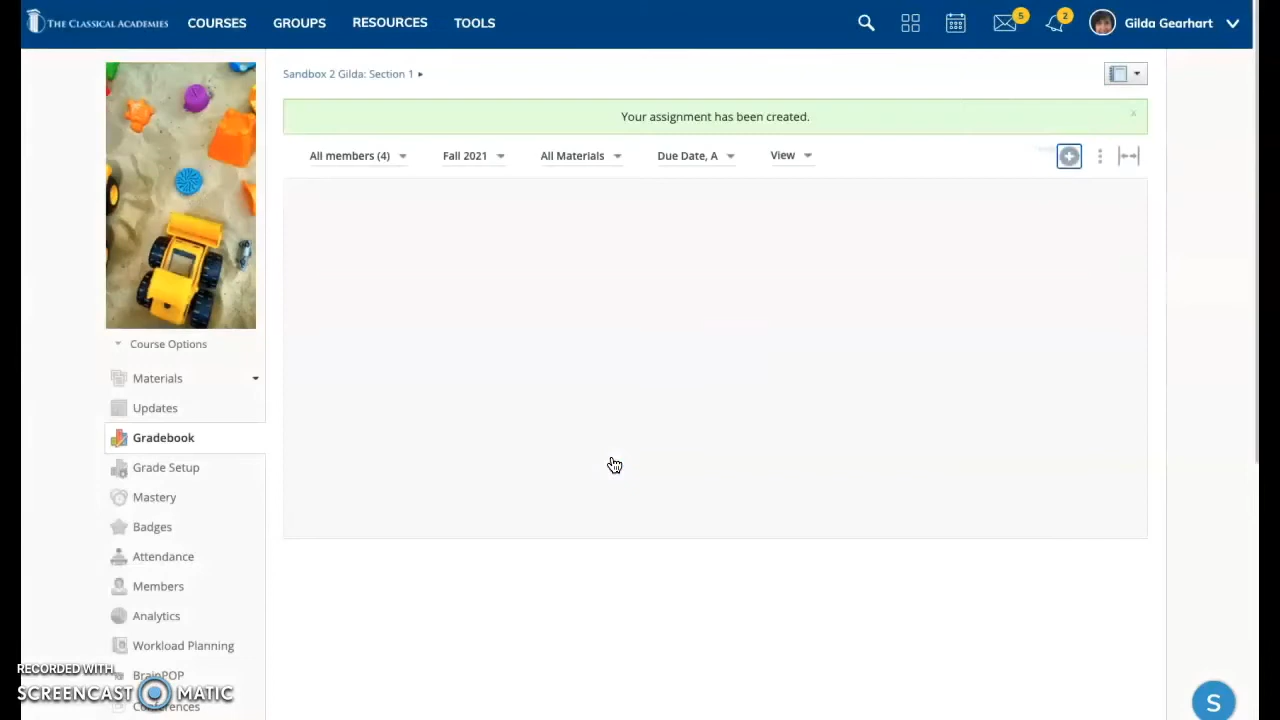 THE CLASSICAL ACADEMIES COURSES GROUPS RESOURCES TOOLS 5 2 Gilda Gearhart
Sandbox 2 Gilda: Section 1
Your assignment has been created. x
All members (4) Fall 2021 All Materials Due Date, A View
Course Options
Materials
Updates
Gradebook
Grade Setup
Mastery
Badges
Attendance
Members
Analytics
Workload Planning
BrainPOP
Conferences
RECORDED WITH
SCREENCAST MATIC
S